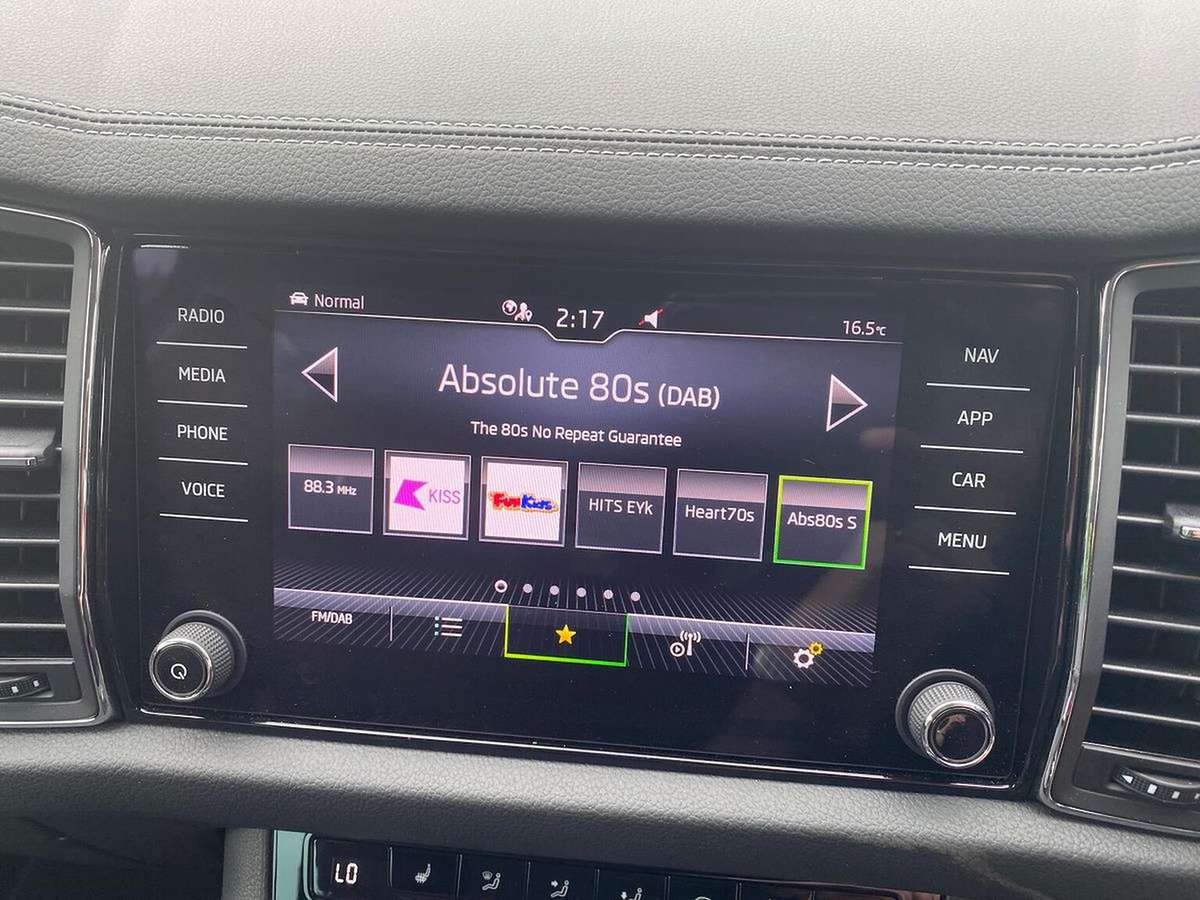 Normal
2:17
16.5°C
RADIO
MEDIA
PHONE
VOICE
Absolute 80s (DAB)
The 80s No Repeat Guarantee
88.3 MHz
KISS
FUN KIDS
HITS EYk
Heart70s
Abs80s S
FM/DAB
NAV
APP
CAR
MENU
LO